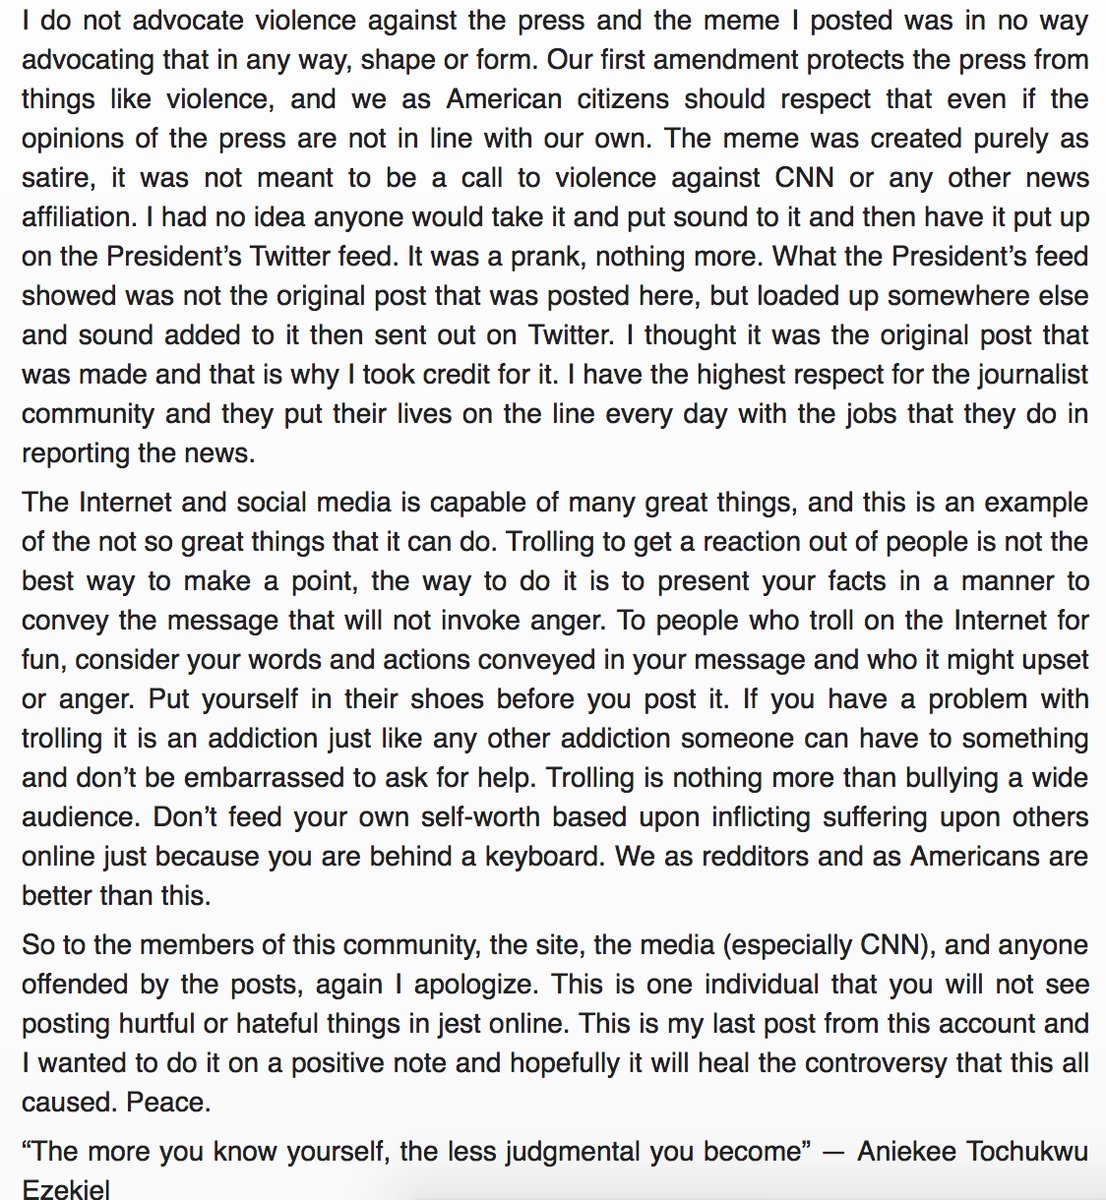 I do not advocate violence against the press and the meme I posted was in no way
advocating that in any way, shape or form. Our first amendment protects the press from
things like violence, and we as American citizens should respect that even if the
opinions of the press are not in line with our own. The meme was created purely as
satire, it was not meant to be a call to violence against CNN or any other news
affiliation. I had no idea anyone would take it and put sound to it and then have it put up
on the President’s Twitter feed. It was a prank, nothing more. What the President’s feed
showed was not the original post that was posted here, but loaded up somewhere else
and sound added to it then sent out on Twitter. I thought it was the original post that
was made and that is why I took credit for it. I have the highest respect for the journalist
community and they put their lives on the line every day with the jobs that they do in
reporting the news.
The Internet and social media is capable of many great things, and this is an example
of the not so great things that it can do. Trolling to get a reaction out of people is not the
best way to make a point, the way to do it is to present your facts in a manner to
convey the message that will not invoke anger. To people who troll on the Internet for
fun, consider your words and actions conveyed in your message and who it might upset
or anger. Put yourself in their shoes before you post it. If you have a problem with
trolling it is an addiction just like any other addiction someone can have to something
and don’t be embarrassed to ask for help. Trolling is nothing more than bullying a wide
audience. Don’t feed your own self-worth based upon inflicting suffering upon others
online just because you are behind a keyboard. We as redditors and as Americans are
better than this.
So to the members of this community, the site, the media (especially CNN), and anyone
offended by the posts, again I apologize. This is one individual that you will not see
posting hurtful or hateful things in jest online. This is my last post from this account and
I wanted to do it on a positive note and hopefully it will heal the controversy that this all
caused. Peace.
“The more you know yourself, the less judgmental you become” — Aniekee Tochukwu
Ezekiel